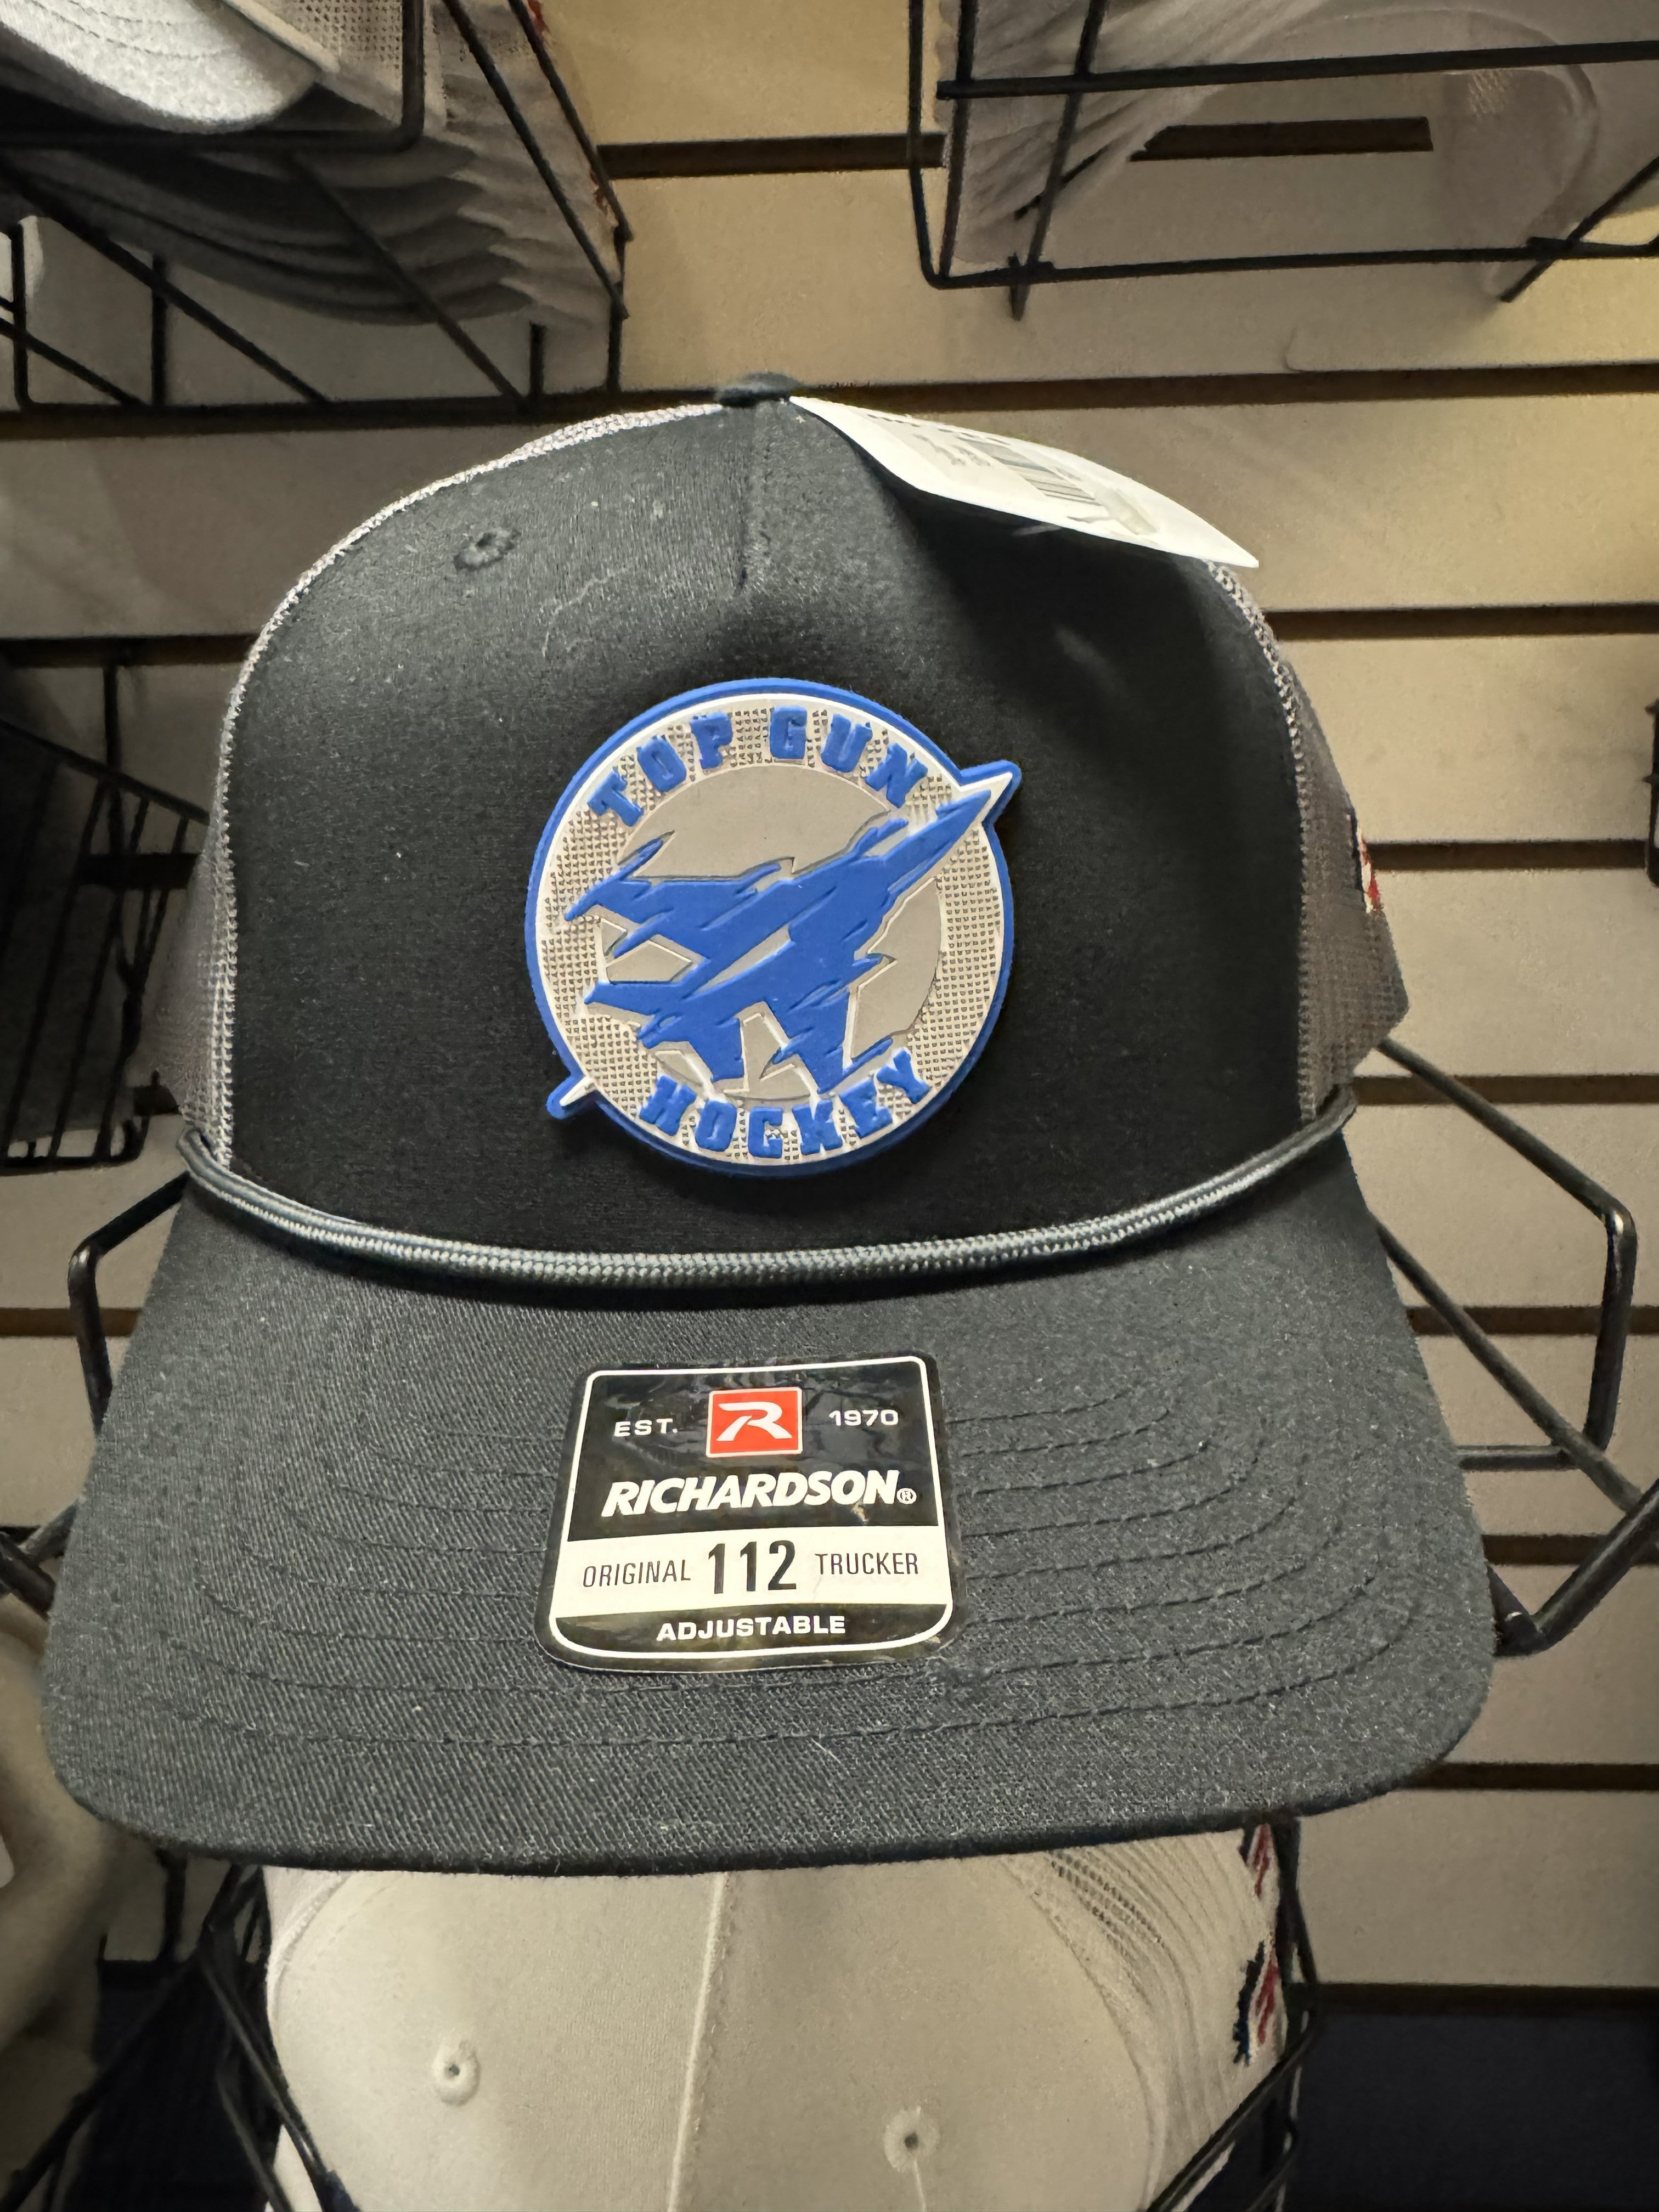 TOP GUN
HOCKEY
EST. R 1970
RICHARDSON®
ORIGINAL 112 TRUCKER
ADJUSTABLE